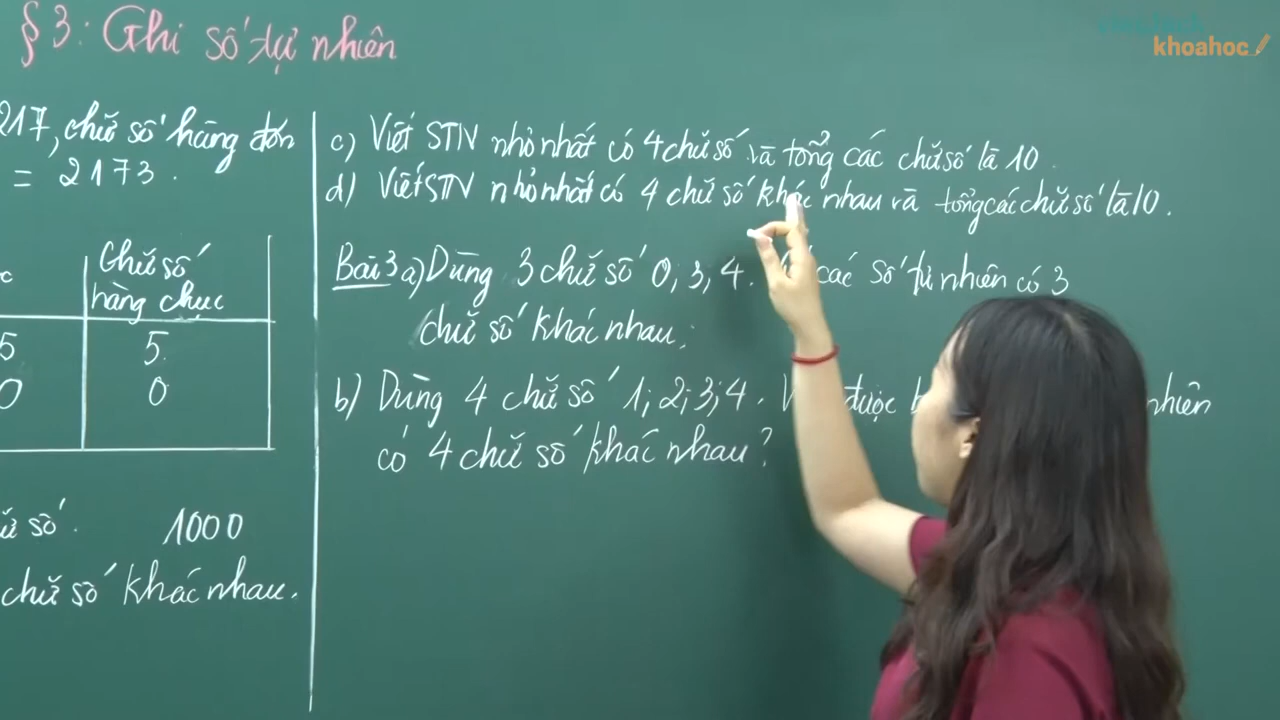 §3: Ghi số tự nhiên
khoahoc
217, chữ số hàng đơn
= 2173.
c
Chữ số
hàng chục
5 5
0 0
số. 1000
chữ số khác nhau.
c) Viết STN nhỏ nhất có 4 chữ số và tổng các chữ số là 10.
d) Viết STN nhỏ nhất có 4 chữ số khác nhau và tổng các chữ số là 10.
Bài 3 a) Dùng 3 chữ số 0; 3; 4. các số tự nhiên có 3
chữ số khác nhau;
b) Dùng 4 chữ số 1; 2; 3; 4. được nhiên
có 4 chữ số khác nhau?